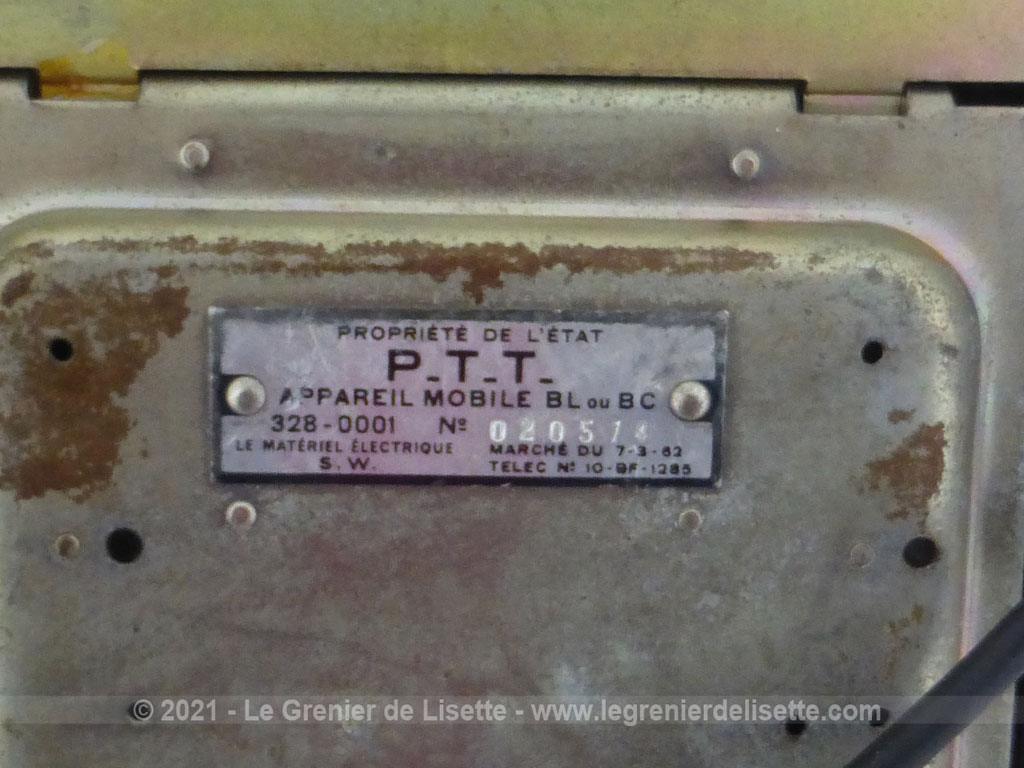 PROPRIÉTÉ DE L'ÉTAT
P_T_T_
APPAREIL MOBILE BL ou BC
328-0001 Nº 020574
LE MATÉRIEL ÉLECTRIQUE
S.W.
MARCHÉ DU 7-3-62
TELEC Nº 10-BF-1285
© 2021 - Le Grenier de Lisette - www.legrenierdelisette.com